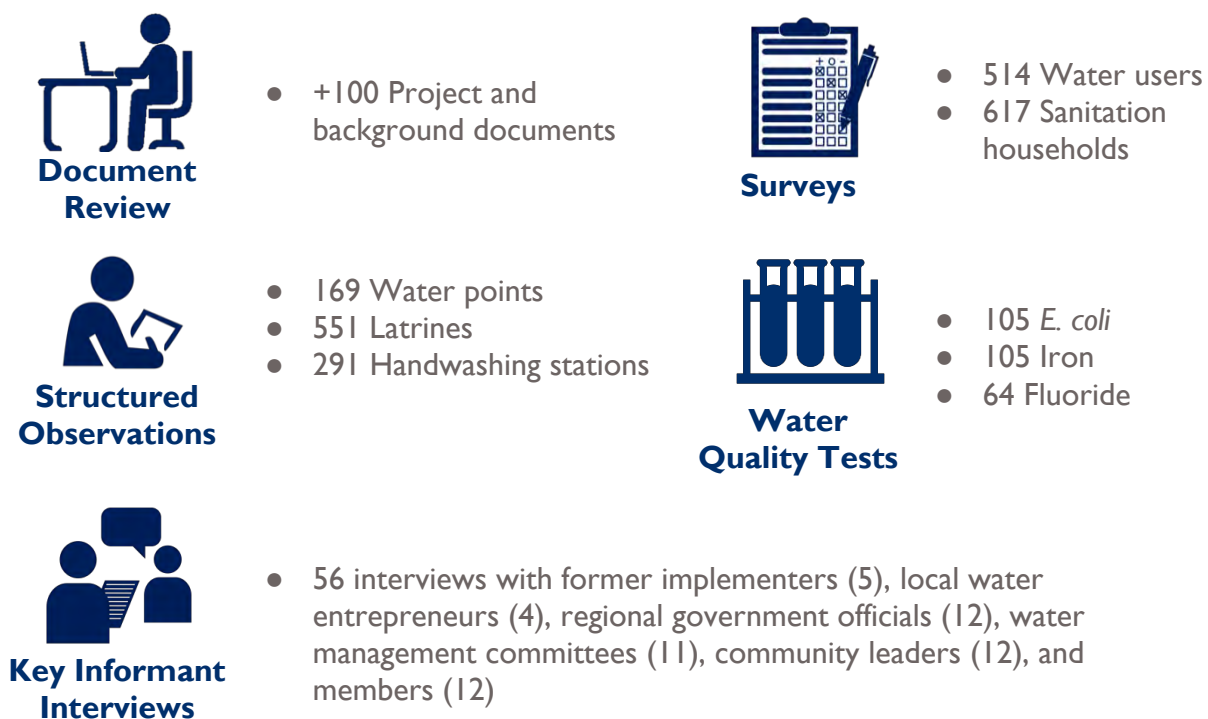 Document
Review
● +100 Project and
background documents
Surveys
● 514 Water users
● 617 Sanitation
households
Structured
Observations
● 169 Water points
● 551 Latrines
● 291 Handwashing stations
Water
Quality Tests
● 105 E. coli
● 105 Iron
● 64 Fluoride
Key Informant
Interviews
● 56 interviews with former implementers (5), local water
entrepreneurs (4), regional government officials (12), water
management committees (11), community leaders (12), and
members (12)